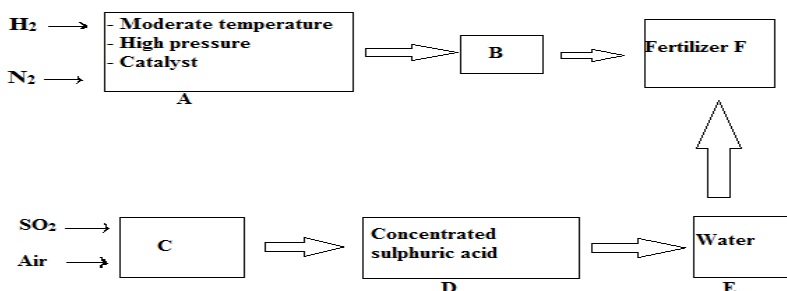 H₂
- Moderate temperature
- High pressure
- Catalyst
N₂
A
B
Fertilizer F
SO₂
Air
C
Concentrated
sulphuric acid
D
Water
E